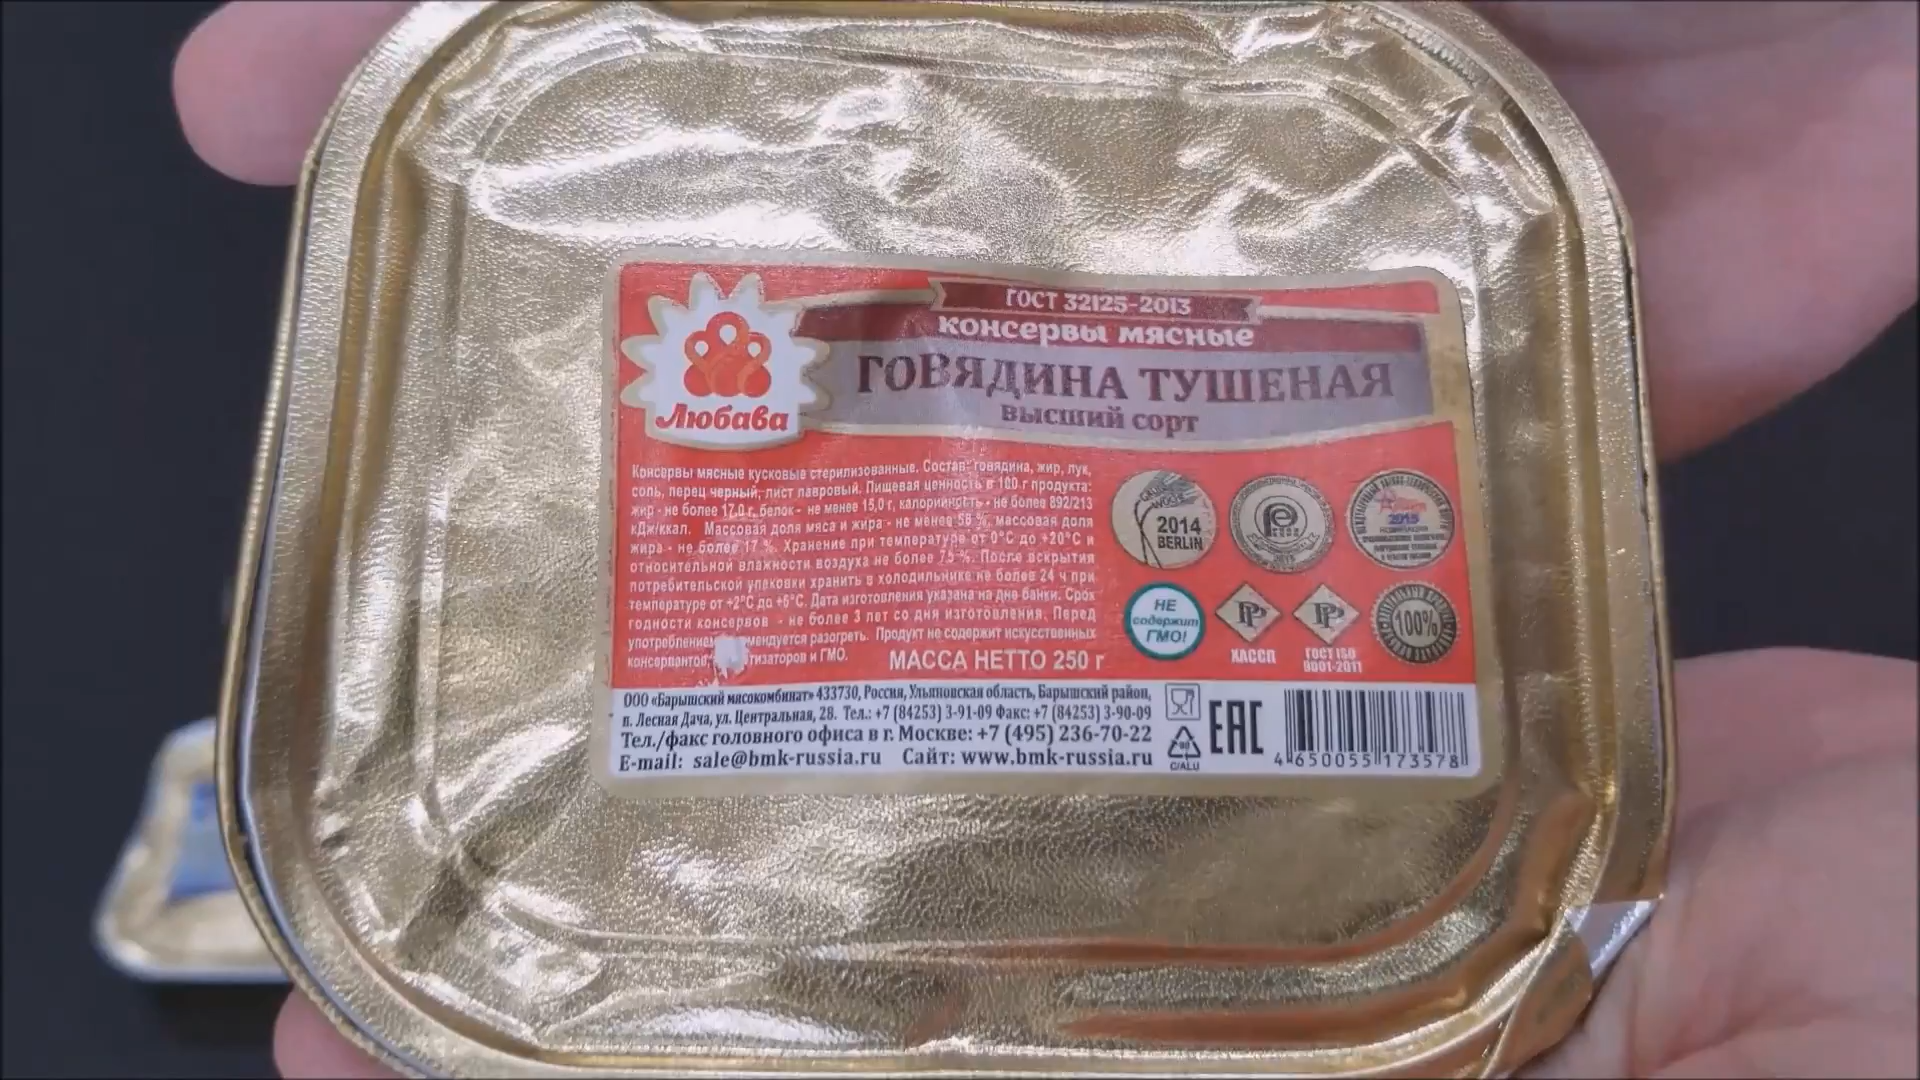 ГОСТ 32125-2013
консервы мясные
ГОВЯДИНА ТУШЕНАЯ
высший сорт
Любава
Консервы мясные кусковые стерилизованные. Состав: говядина, жир, лук,
соль, перец черный, лист лавровый. Пищевая ценность в 100 г продукта:
жир - не более 17,0 г, белок - не менее 15,0 г, калорийность - не более 892/213
кДж/ккал. Массовая доля мяса и жира - не менее 58 %, массовая доля
жира - не более 17 %. Хранение при температуре от 0°С до +20°С и
относительной влажности воздуха не более 75 %. После вскрытия
потребительской упаковки хранить в холодильнике не более 24 ч при
температуре от +2°С до +6°С. Дата изготовления указана на дне банки. Срок
годности консервов - не более 3 лет со дня изготовления. Перед
употреблением разогреть. Продукт не содержит искусственных
консервантов, и ГМО.
МАССА НЕТТО 250 г
2014
BERLIN
2015
НЕ
содержит
ГМО!
ХАССП
ГОСТ ISO
9001-2011
100%
ООО «Барышский мясокомбинат» 433730, Россия, Ульяновская область, Барышский район,
п. Лесная Дача, ул. Центральная, 28. Тел.: +7 (84253) 3-91-09 Факс: +7 (84253) 3-90-09
Тел./факс головного офиса в г. Москве: +7 (495) 236-70-22
E-mail: sale@bmk-russia.ru Сайт: www.bmk-russia.ru
90
C/ALU
EAC
4 650055 173578